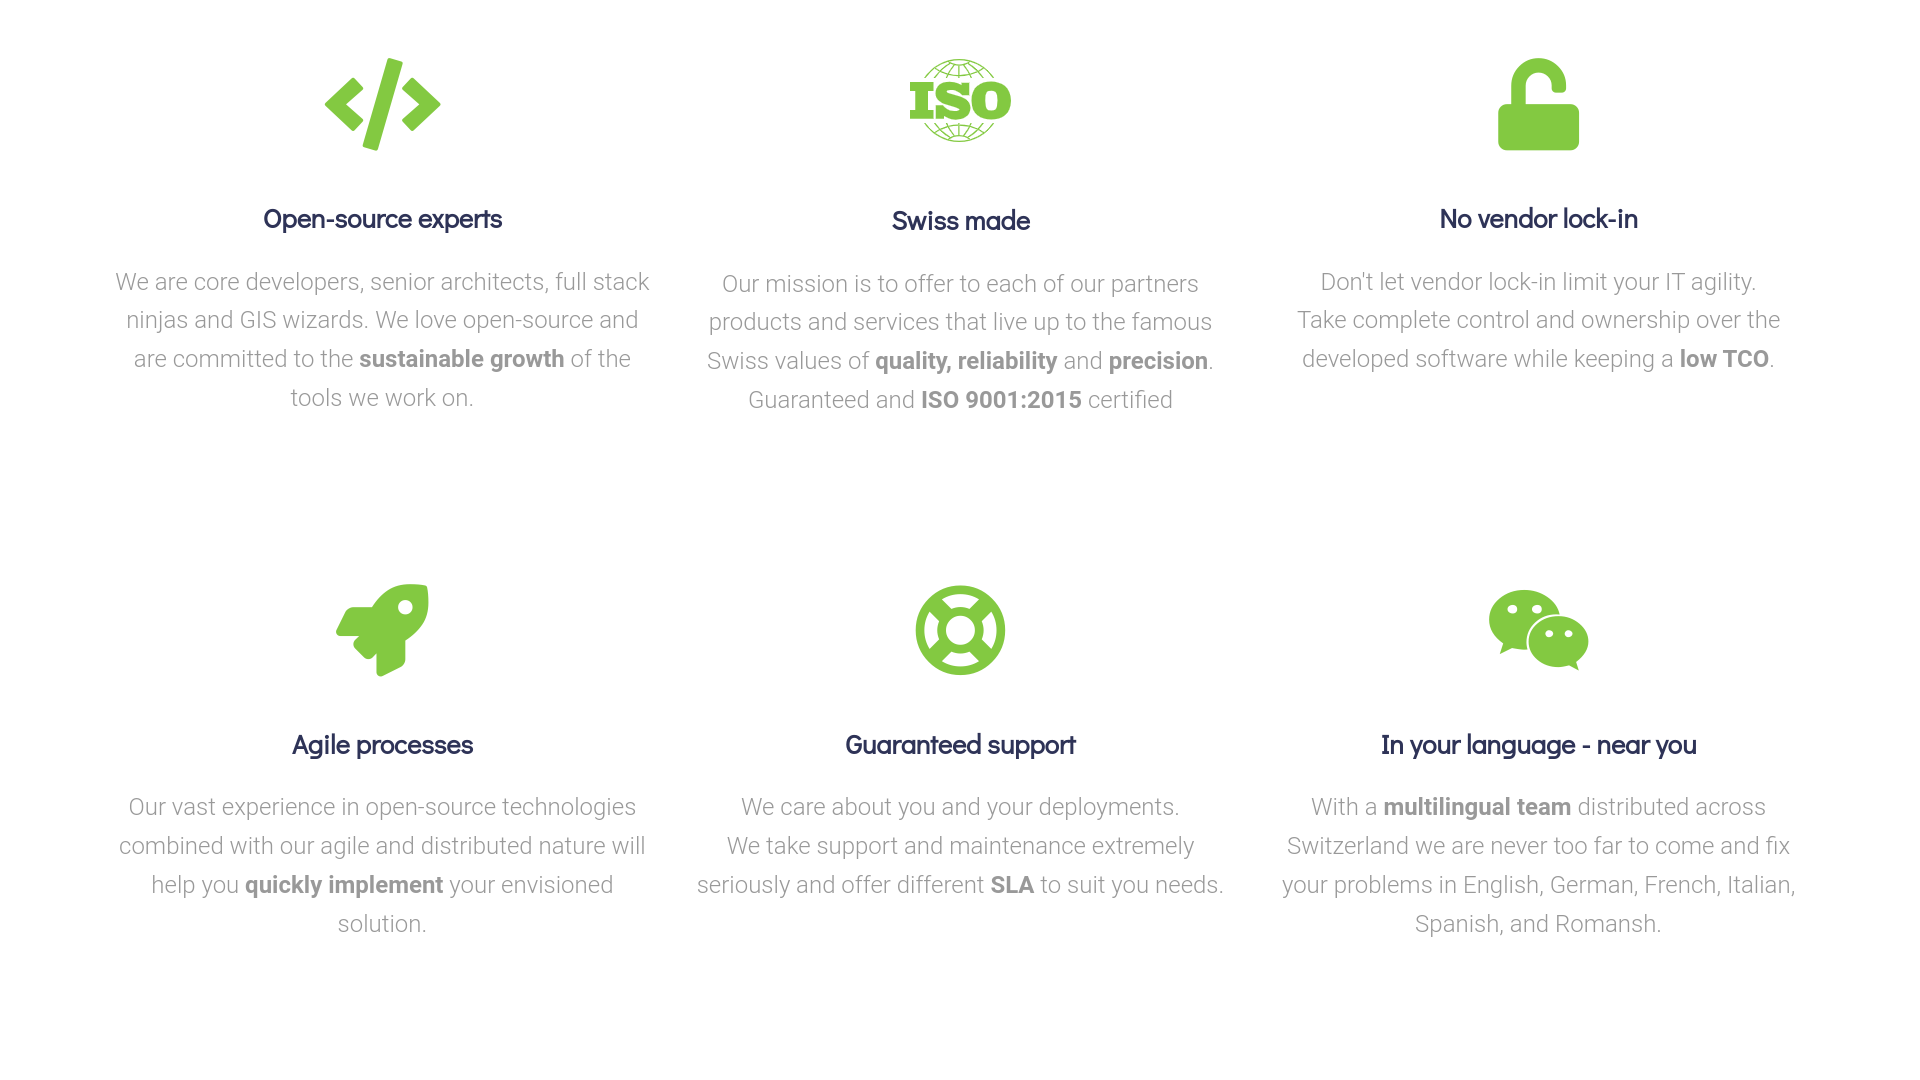 ISO
Open-source experts
We are core developers, senior architects, full stack
ninjas and GIS wizards. We love open-source and
are committed to the sustainable growth of the
tools we work on.
Swiss made
Our mission is to offer to each of our partners
products and services that live up to the famous
Swiss values of quality, reliability and precision.
Guaranteed and ISO 9001:2015 certified
No vendor lock-in
Don't let vendor lock-in limit your IT agility.
Take complete control and ownership over the
developed software while keeping a low TCO.
Agile processes
Our vast experience in open-source technologies
combined with our agile and distributed nature will
help you quickly implement your envisioned
solution.
Guaranteed support
We care about you and your deployments.
We take support and maintenance extremely
seriously and offer different SLA to suit you needs.
In your language - near you
With a multilingual team distributed across
Switzerland we are never too far to come and fix
your problems in English, German, French, Italian,
Spanish, and Romansh.